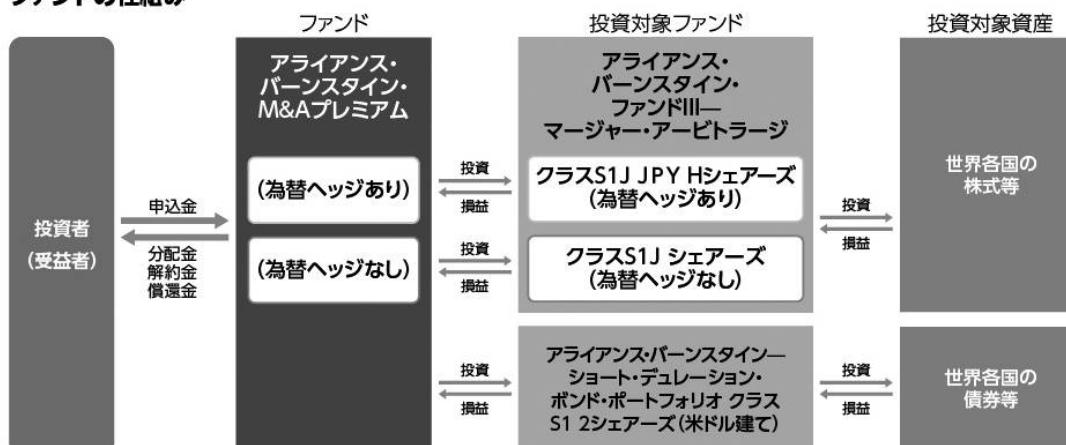 ファンドの仕組み
ファンド
投資対象ファンド
投資対象資産
投資者
(受益者)
申込金
分配金
解約金
償還金
アライアンス・
バーンスタイン・
M&Aプレミアム
(為替ヘッジあり)
(為替ヘッジなし)
投資
損益
投資
損益
投資
損益
アライアンス・
バーンスタイン・
ファンドIII—
マージャー・アービトラージ
クラスS1J JPY Hシェアーズ
(為替ヘッジあり)
クラスS1J シェアーズ
(為替ヘッジなし)
アライアンス・バーンスタイン—
ショート・デュレーション・
ボンド・ポートフォリオ クラス
S1 2シェアーズ(米ドル建て)
投資
損益
投資
損益
世界各国の
株式等
世界各国の
債券等